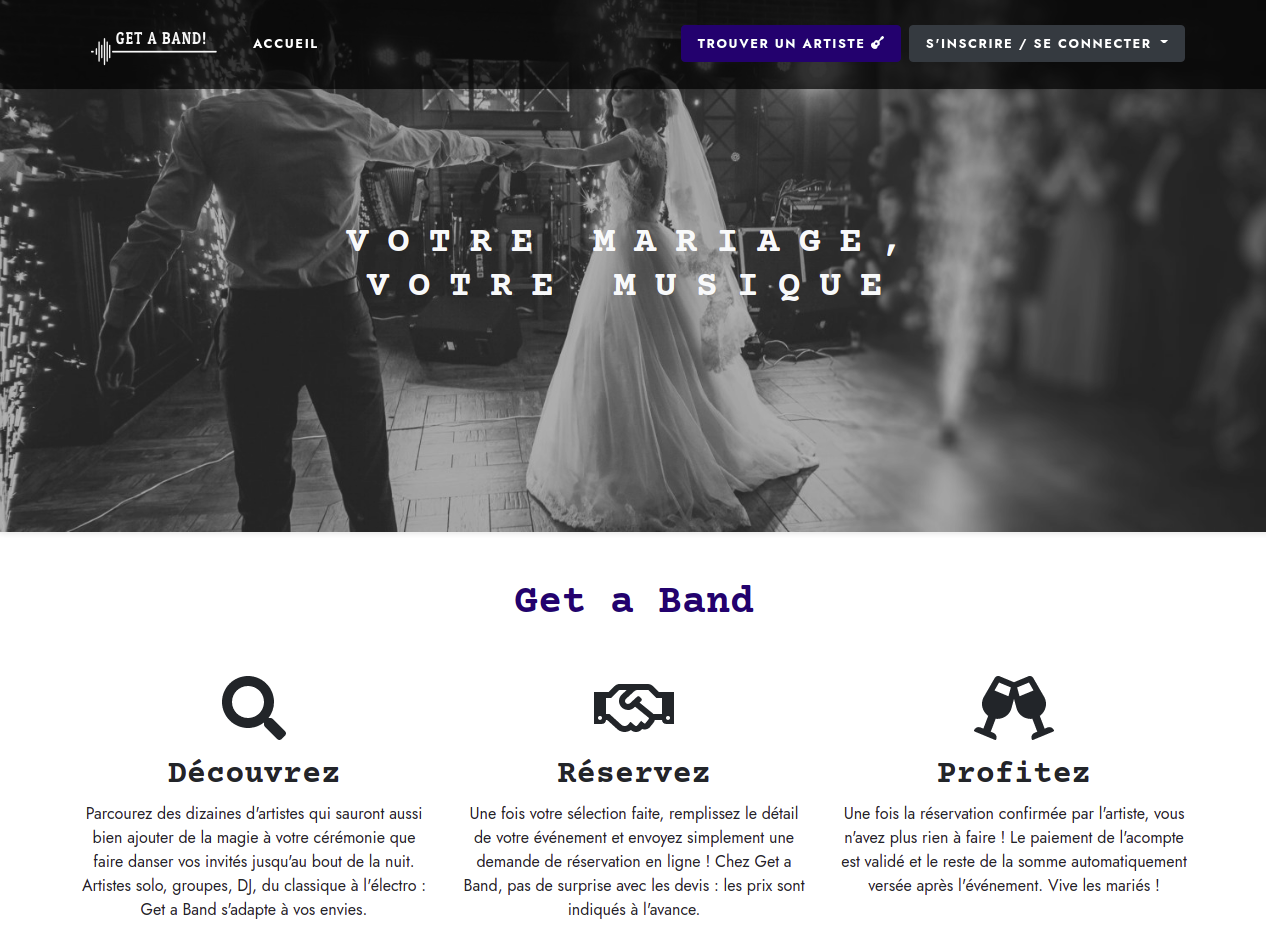 GET A BAND!
ACCUEIL
TROUVER UN ARTISTE
S'INSCRIRE / SE CONNECTER
VOTRE MARIAGE,
VOTRE MUSIQUE
Get a Band
Découvrez
Parcourez des dizaines d'artistes qui sauront aussi
bien ajouter de la magie à votre cérémonie que
faire danser vos invités jusqu'au bout de la nuit.
Artistes solo, groupes, DJ, du classique à l'électro :
Get a Band s'adapte à vos envies.
Réservez
Une fois votre sélection faite, remplissez le détail
de votre événement et envoyez simplement une
demande de réservation en ligne ! Chez Get a
Band, pas de surprise avec les devis : les prix sont
indiqués à l'avance.
Profitez
Une fois la réservation confirmée par l'artiste, vous
n'avez plus rien à faire ! Le paiement de l'acompte
est validé et le reste de la somme automatiquement
versée après l'événement. Vive les mariés !